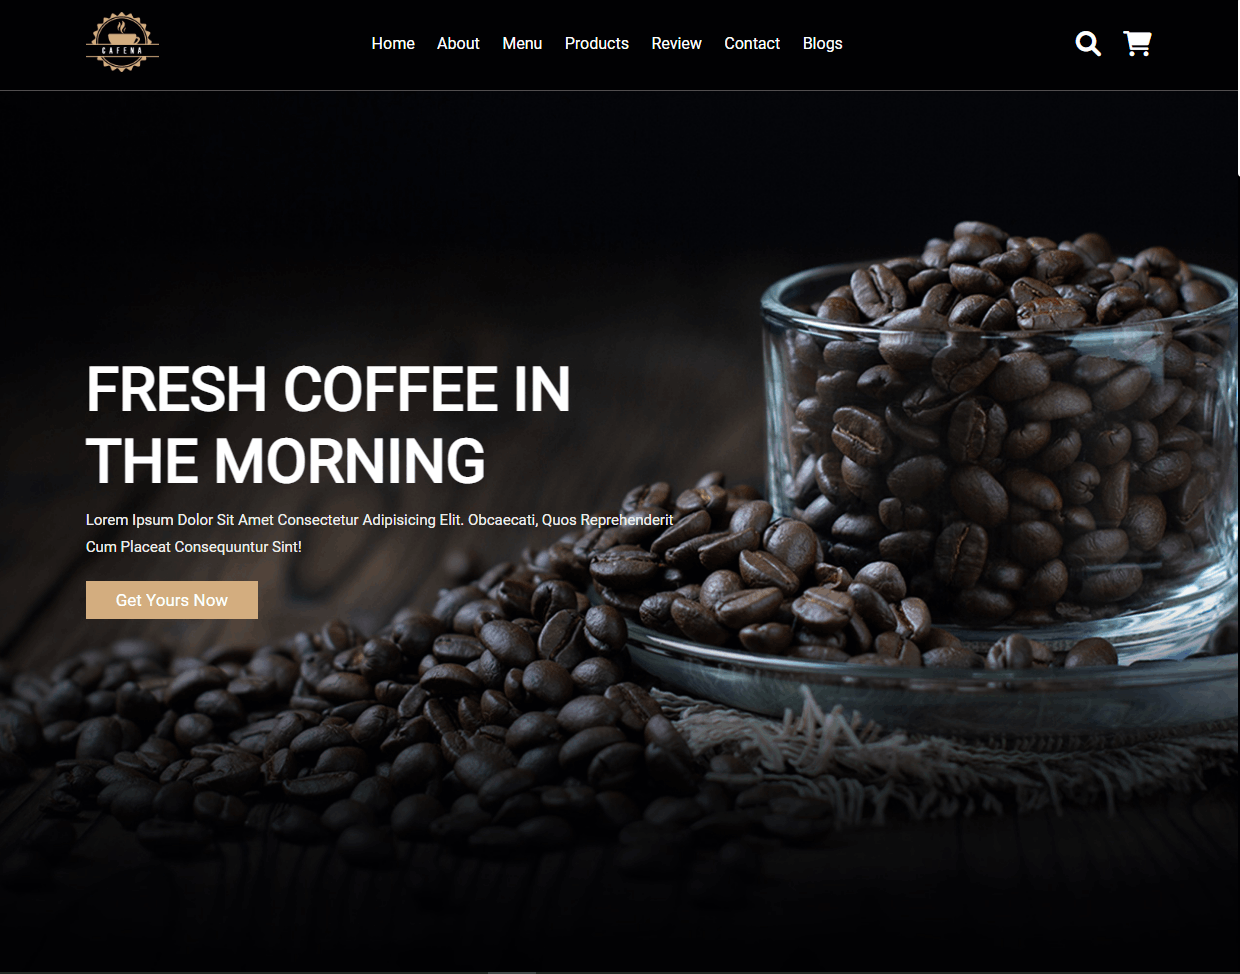 CAFENA
Home About Menu Products Review Contact Blogs
FRESH COFFEE IN
THE MORNING
Lorem Ipsum Dolor Sit Amet Consectetur Adipisicing Elit. Obcaecati, Quos Reprehenderit
Cum Placeat Consequuntur Sint!
Get Yours Now